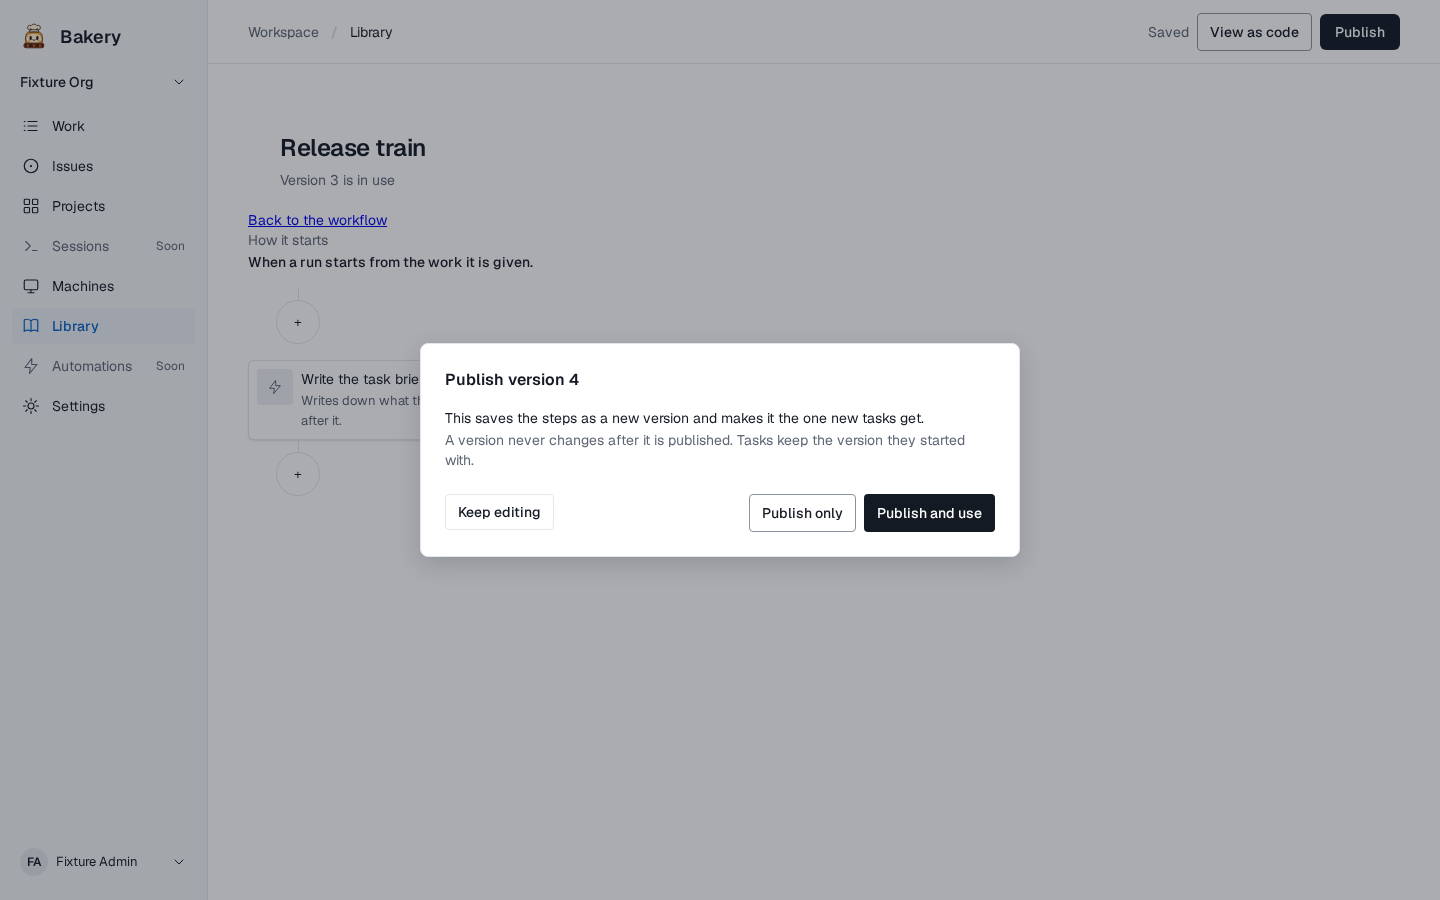 Bakery
Workspace / Library
Saved
View as code
Publish
Fixture Org
Work
Issues
Projects
Sessions Soon
Machines
Library
Automations Soon
Settings
Release train
Version 3 is in use
Back to the workflow
How it starts
When a run starts from the work it is given.
+
Write the task brie
Writes down what th
after it.
+
Publish version 4
This saves the steps as a new version and makes it the one new tasks get.
A version never changes after it is published. Tasks keep the version they started
with.
Keep editing
Publish only
Publish and use
FA Fixture Admin